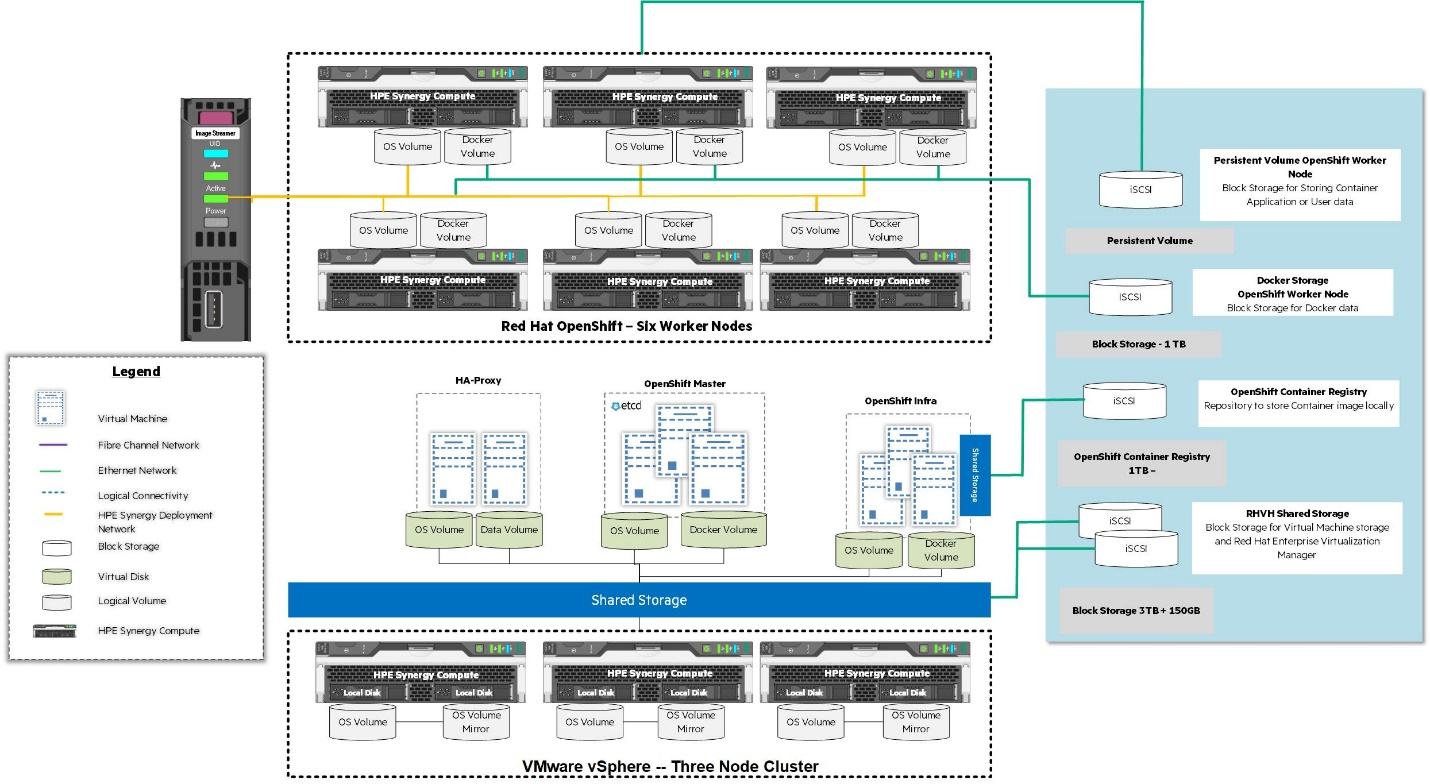 HPE Synergy Compute
HPE Synergy Compute
HPE Synergy Compute
OS Volume
Docker
Volume
OS Volume
Docker
Volume
OS Volume
Docker
Volume
Image Streamer
UID
Active
Power
OS Volume
Docker
Volume
OS Volume
Docker
Volume
OS Volume
Docker
Volume
HPE Synergy Compute
HPE Synergy Compute
HPE Synergy Compute
Red Hat OpenShift – Six Worker Nodes
iSCSI
Persistent Volume OpenShift Worker
Node
Block Storage for Storing Container
Application or User data
Persistent Volume
ISCSI
Docker Storage
OpenShift Worker Node
Block Storage for Docker data
Block Storage - 1 TB
iSCSI
OpenShift Container Registry
Repository to store Container image locally
OpenShift Container Registry
1TB –
iSCSI
iSCSI
RHVH Shared Storage
Block Storage for Virtual Machine storage
and Red Hat Enterprise Virtualization
Manager
Block Storage 3TB + 150GB
Legend
Virtual Machine
Fibre Channel Network
Ethernet Network
Logical Connectivity
HPE Synergy Deployment
Network
Block Storage
Virtual Disk
Logical Volume
HPE Synergy Compute
HA-Proxy
OS Volume
Data Volume
OpenShift Master
etcd
OS Volume
Docker Volume
OpenShift Infra
Shared Storage
OS Volume
Docker
Volume
Shared Storage
HPE Synergy Compute
Local Disk
Local Disk
HPE Synergy Compute
Local Disk
Local Disk
HPE Synergy Compute
Local Disk
Local Disk
OS Volume
OS Volume
Mirror
OS Volume
OS Volume
Mirror
OS Volume
OS Volume
Mirror
VMware vSphere -- Three Node Cluster